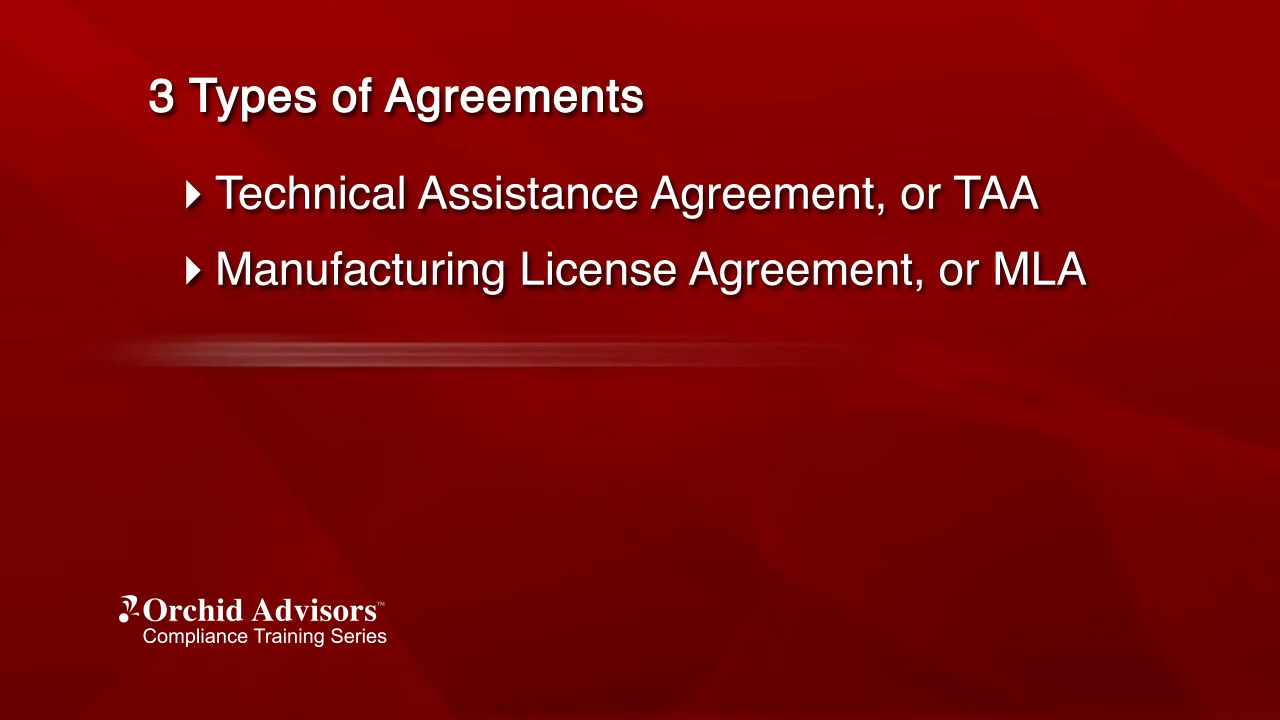 3 Types of Agreements
Technical Assistance Agreement, or TAA
Manufacturing License Agreement, or MLA
Orchid Advisors™
Compliance Training Series